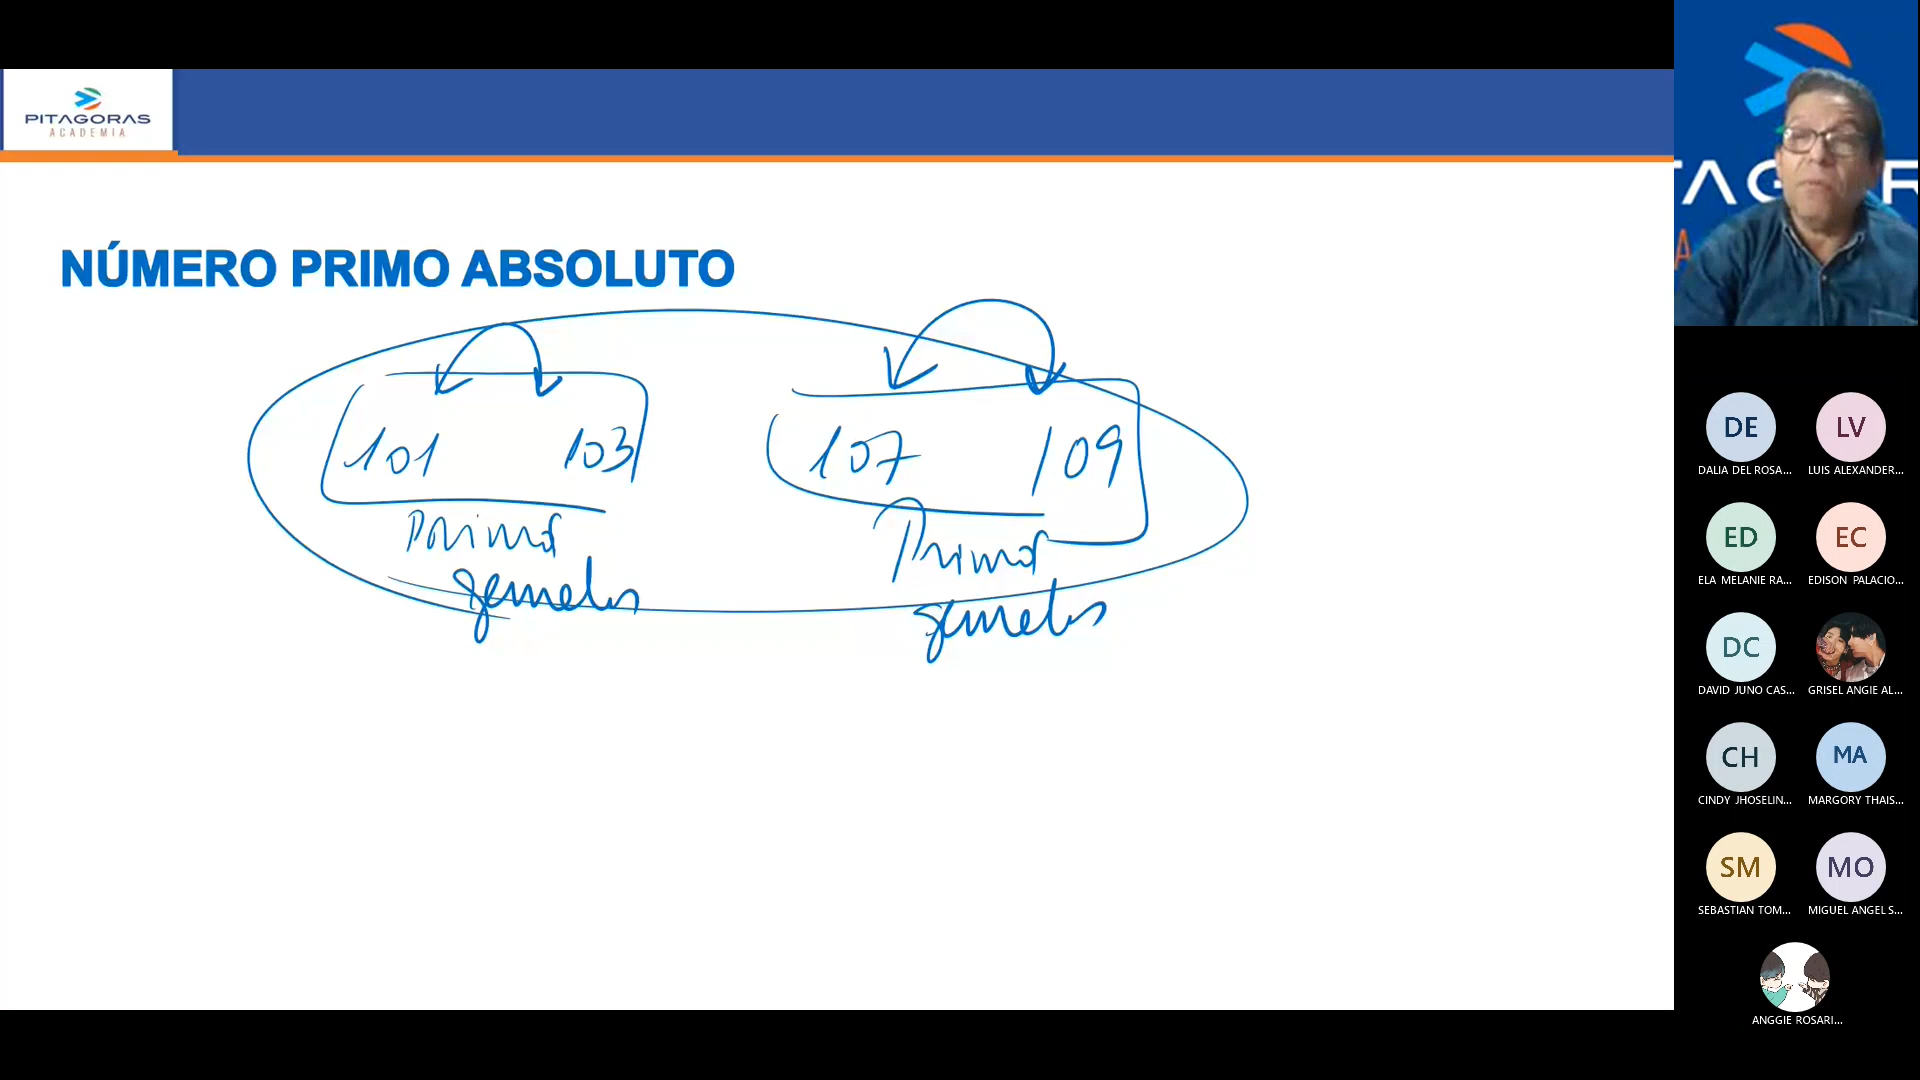 PITAGORAS
ACADEMIA
NÚMERO PRIMO ABSOLUTO
101 103 107 109
Primos Primos
gemelos gemelos
TAGOR
A
DE LV
DALIA DEL ROSA... LUIS ALEXANDER...
ED EC
ELA MELANIE RA... EDISON PALACIO...
DC
DAVID JUNO CAS... GRISEL ANGIE AL...
CH MA
CINDY JHOSELIN... MARGORY THAIS...
SM MO
SEBASTIAN TOM... MIGUEL ANGEL S...
ANGGIE ROSARI...